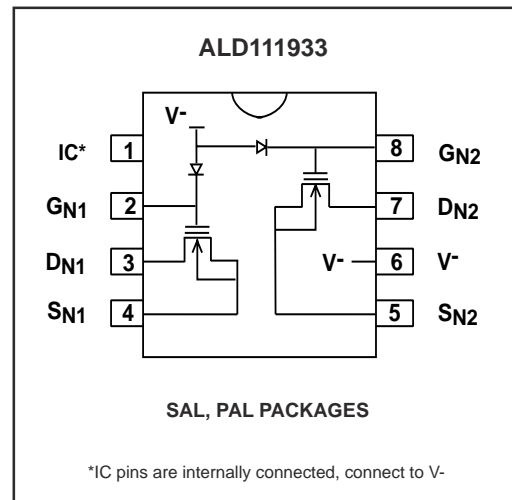 ALD111933
V-
IC* 1
8 GN2
GN1 2
7 DN2
DN1 3
V- 6 V-
SN1 4
5 SN2
SAL, PAL PACKAGES
*IC pins are internally connected, connect to V-